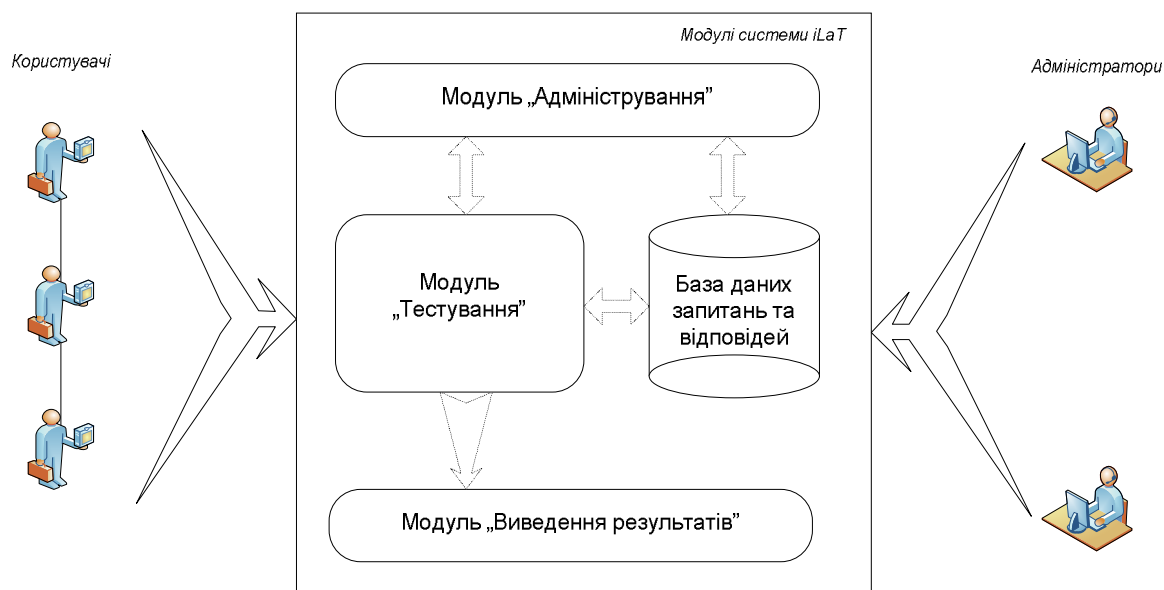 Модулі системи iLaT
Користувачі
Адміністратори
Модуль „Адміністрування”
Модуль
„Тестування”
База даних
запитань та
відповідей
Модуль „Виведення результатів”